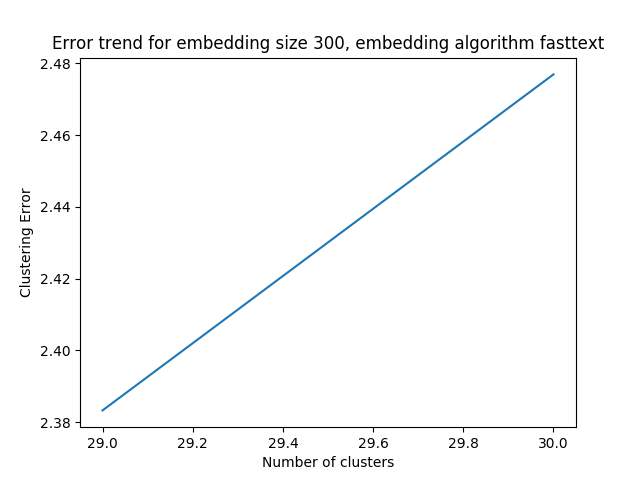 Error trend for embedding size 300, embedding algorithm fasttext
2.48
2.46
2.44
2.42
2.40
2.38
Clustering Error
29.0 29.2 29.4 29.6 29.8 30.0
Number of clusters